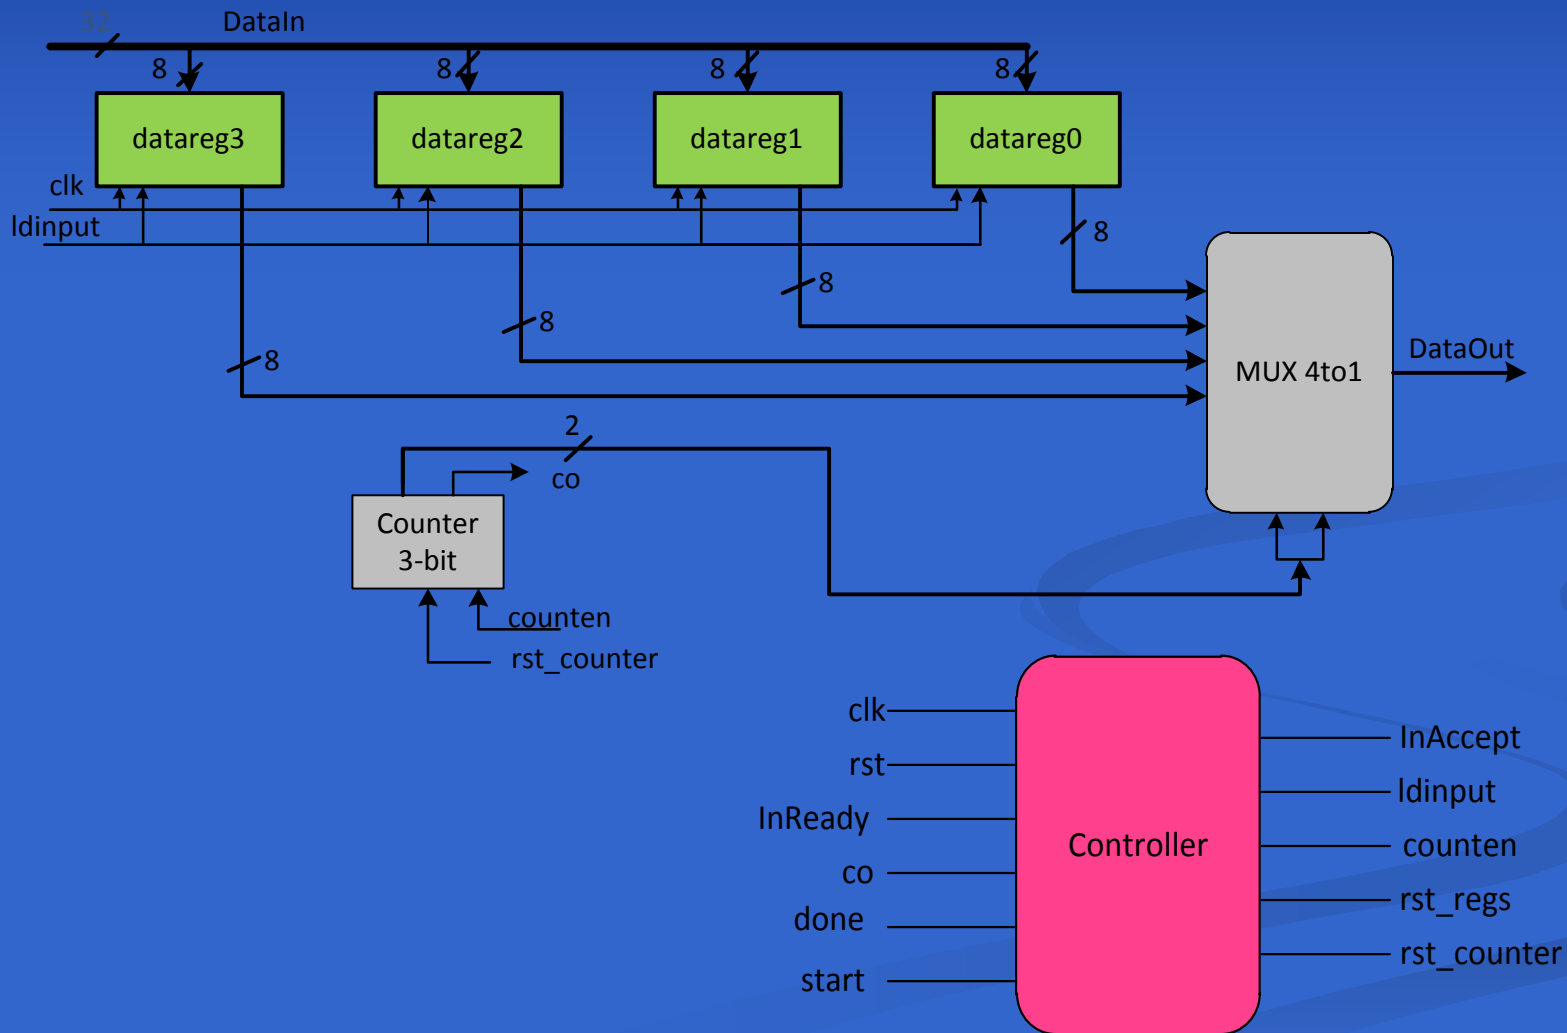 32
DataIn
8
8
8
8
datareg3
datareg2
datareg1
datareg0
clk
ldinput
8
8
8
8
MUX 4to1
DataOut
2
co
Counter
3-bit
counten
rst_counter
clk
rst
InReady
co
done
start
Controller
InAccept
ldinput
counten
rst_regs
rst_counter